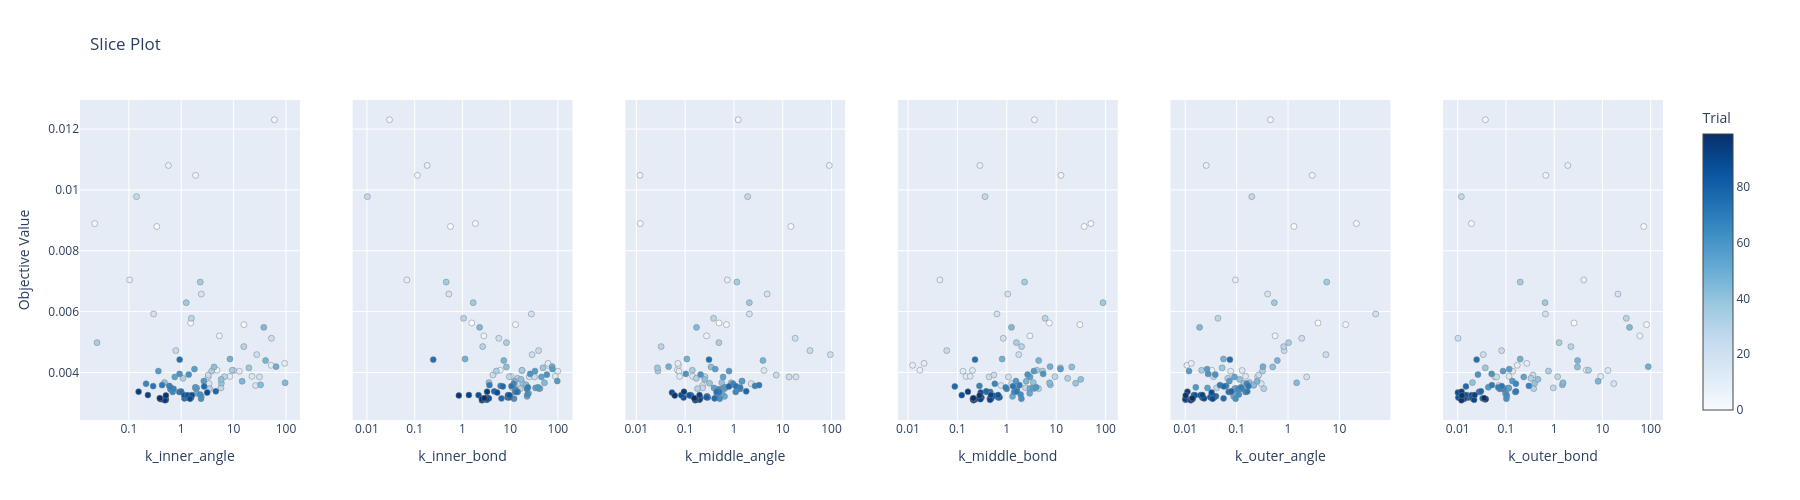 Slice Plot
Objective Value
0.012
0.01
0.008
0.006
0.004
0.1 1 10 100
k_inner_angle
0.01 0.1 1 10 100
k_inner_bond
0.01 0.1 1 10 100
k_middle_angle
0.01 0.1 1 10 100
k_middle_bond
0.01 0.1 1 10
k_outer_angle
0.01 0.1 1 10 100
k_outer_bond
Trial
80
60
40
20
0